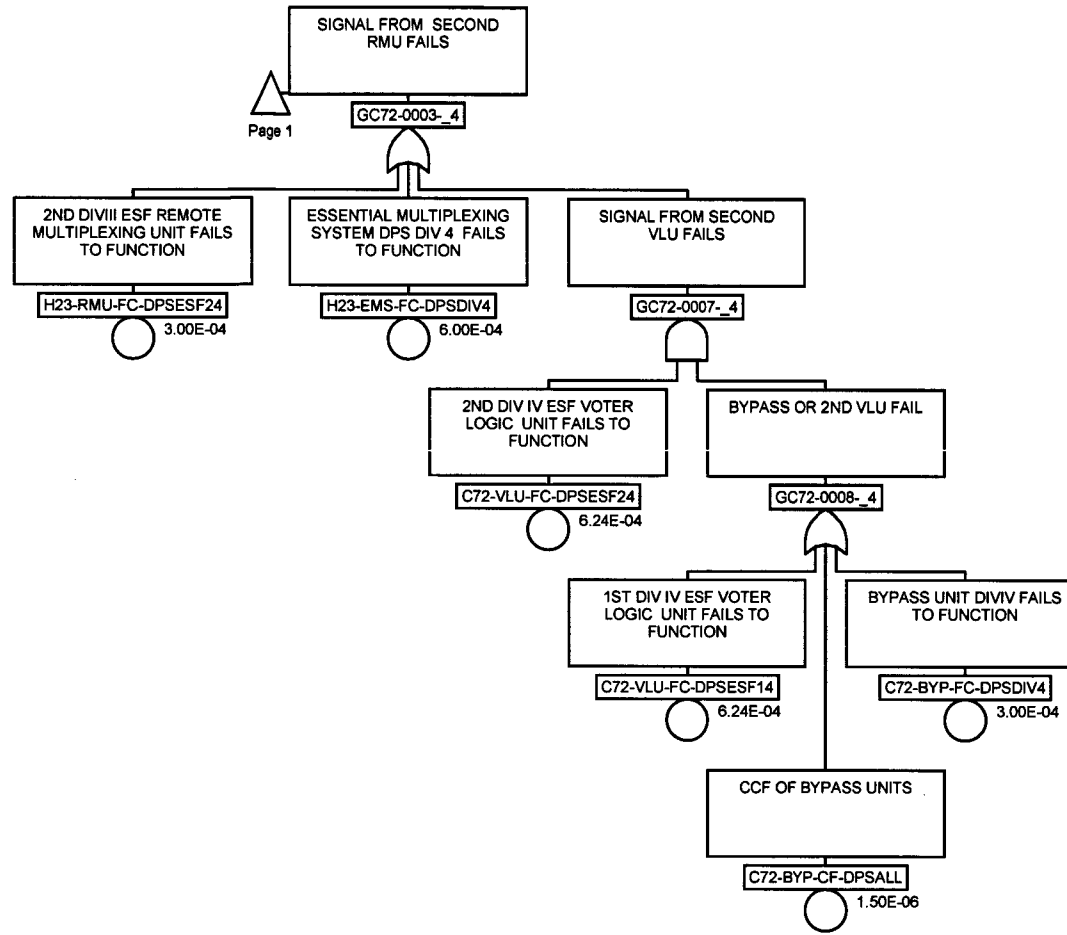 SIGNAL FROM SECOND
RMU FAILS
Page 1
GC72-0003-_4
2ND DIVIII ESF REMOTE
MULTIPLEXING UNIT FAILS
TO FUNCTION
H23-RMU-FC-DPSESF24
3.00E-04
ESSENTIAL MULTIPLEXING
SYSTEM DPS DIV 4 FAILS
TO FUNCTION
H23-EMS-FC-DPSDIV4
6.00E-04
SIGNAL FROM SECOND
VLU FAILS
GC72-0007-_4
2ND DIV IV ESF VOTER
LOGIC UNIT FAILS TO
FUNCTION
C72-VLU-FC-DPSESF24
6.24E-04
BYPASS OR 2ND VLU FAIL
GC72-0008-_4
1ST DIV IV ESF VOTER
LOGIC UNIT FAILS TO
FUNCTION
C72-VLU-FC-DPSESF14
6.24E-04
BYPASS UNIT DIVIV FAILS
TO FUNCTION
C72-BYP-FC-DPSDIV4
3.00E-04
CCF OF BYPASS UNITS
C72-BYP-CF-DPSALL
1.50E-06